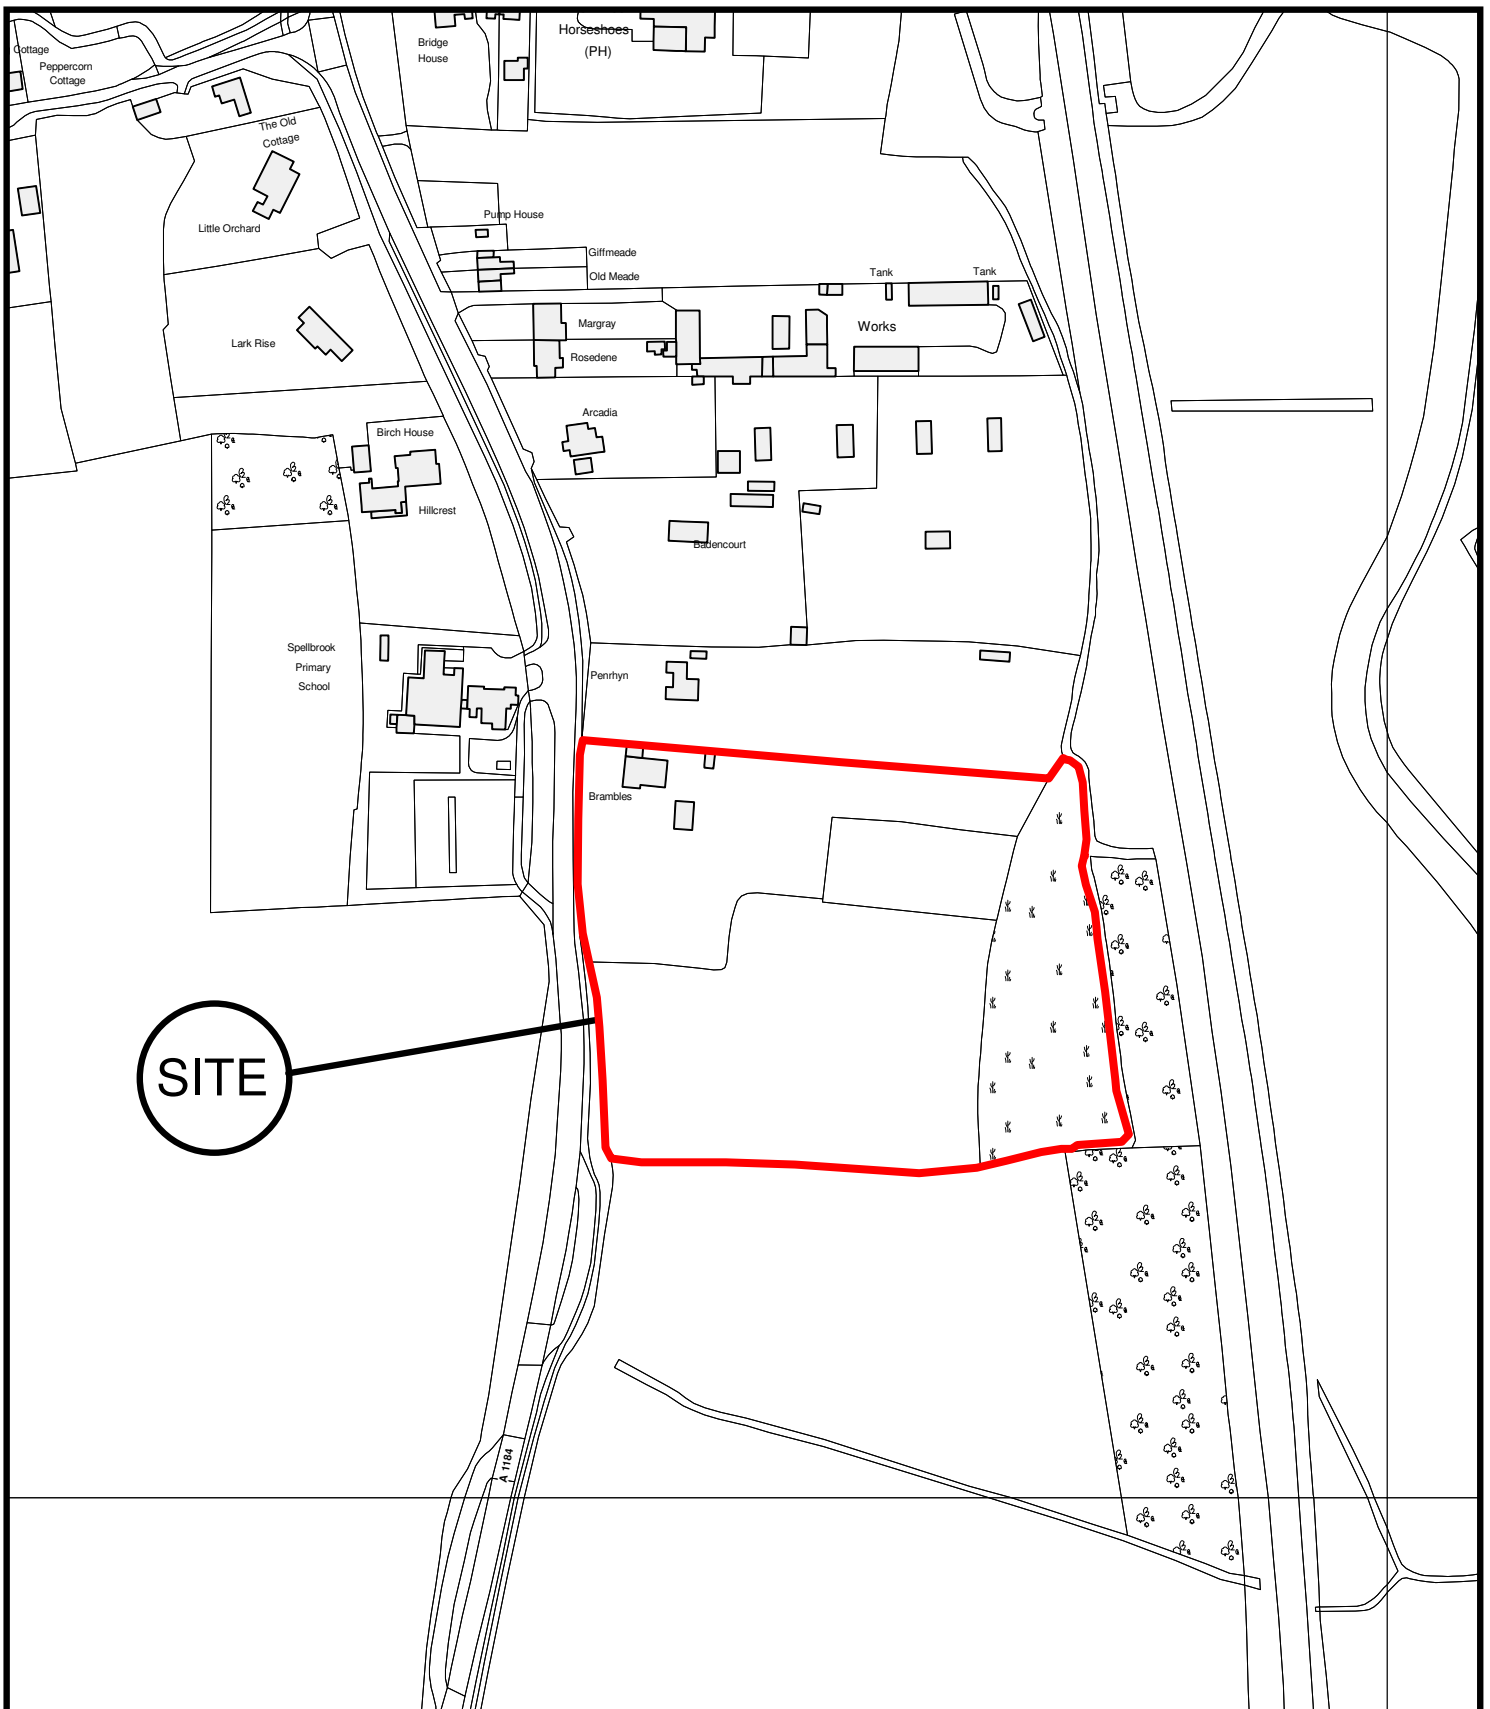 Cottage
Peppercorn
Cottage
Bridge
House
Horseshoes
(PH)
The Old
Cottage
Little Orchard
Pump House
Giffmeade
Old Meade
Tank
Tank
Margray
Works
Lark Rise
Rosedene
Arcadia
Birch House
Hillcrest
Badencourt
Spellbrook
Primary
School
Penrhyn
Brambles
SITE
A 1184